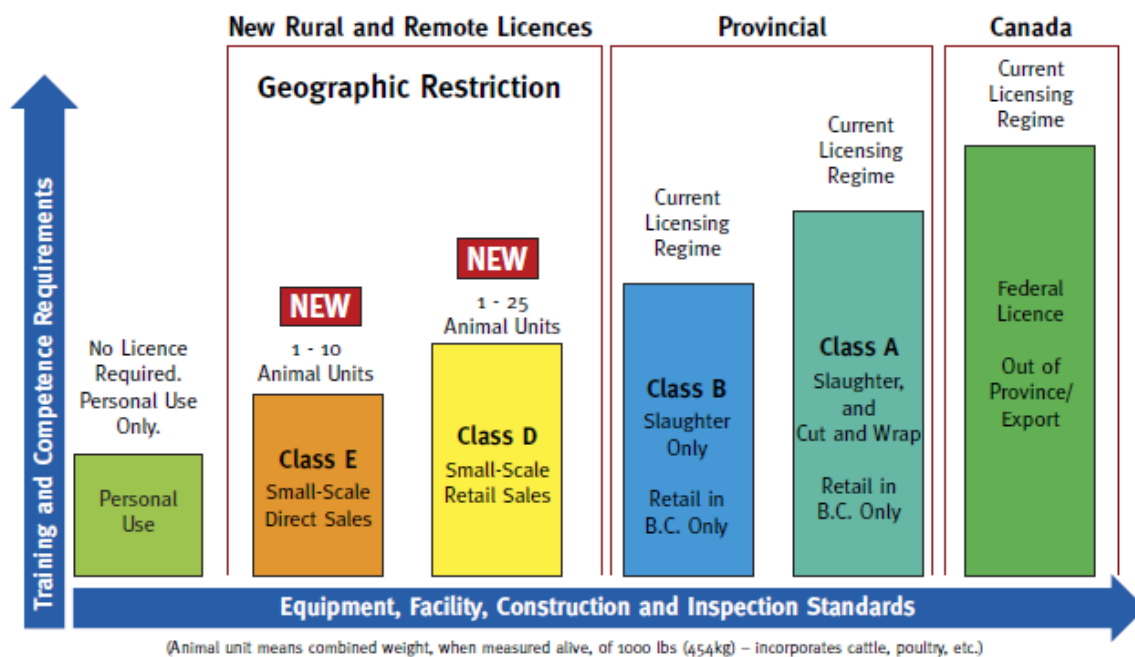 New Rural and Remote Licences
Provincial
Canada
Geographic Restriction
Current
Licensing
Regime
Current
Licensing
Regime
Current
Licensing
Regime
NEW
1 - 25
Animal Units
NEW
1 - 10
Animal Units
No Licence
Required.
Personal Use
Only.
Personal
Use
Class E
Small-Scale
Direct Sales
Class D
Small-Scale
Retail Sales
Class B
Slaughter
Only
Retail in
B.C. Only
Class A
Slaughter,
and
Cut and Wrap
Retail in
B.C. Only
Federal
Licence
Out of
Province/
Export
Training and Competence Requirements
Equipment, Facility, Construction and Inspection Standards
(Animal unit means combined weight, when measured alive, of 1000 lbs (454kg) – incorporates cattle, poultry, etc.)